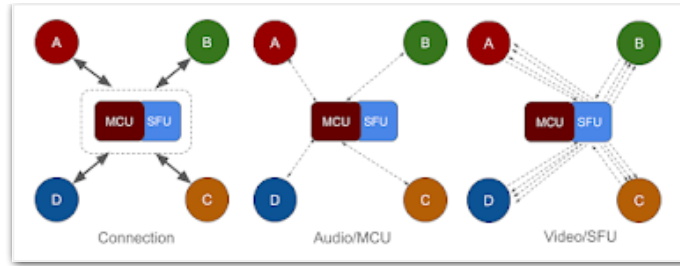 A B A B A B
MCU SFU MCU SFU MCU SFU
D C D C D C
Connection Audio/MCU Video/SFU